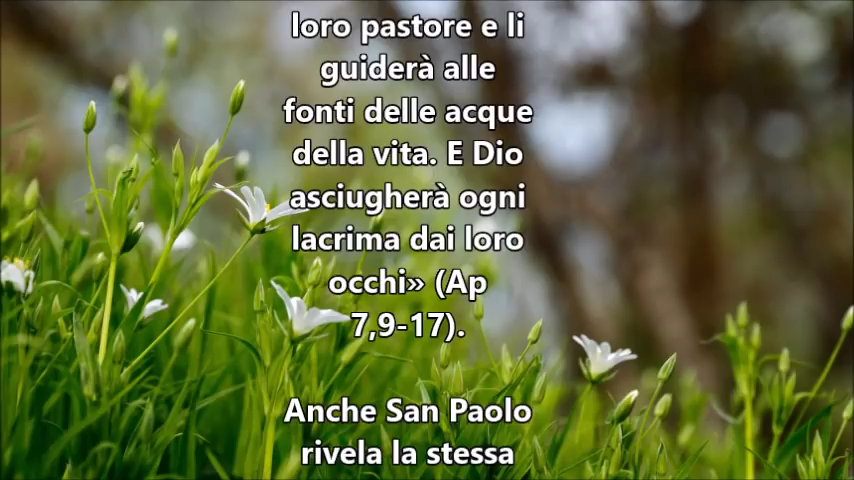 loro pastore e li
guiderà alle
fonti delle acque
della vita. E Dio
asciugherà ogni
lacrima dai loro
occhi» (Ap
7,9-17).
Anche San Paolo
rivela la stessa